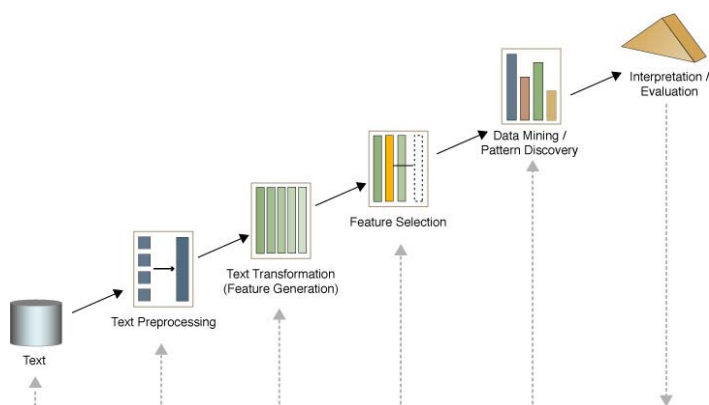 Interpretation /
Evaluation
Data Mining /
Pattern Discovery
Feature Selection
Text Transformation
(Feature Generation)
Text Preprocessing
Text